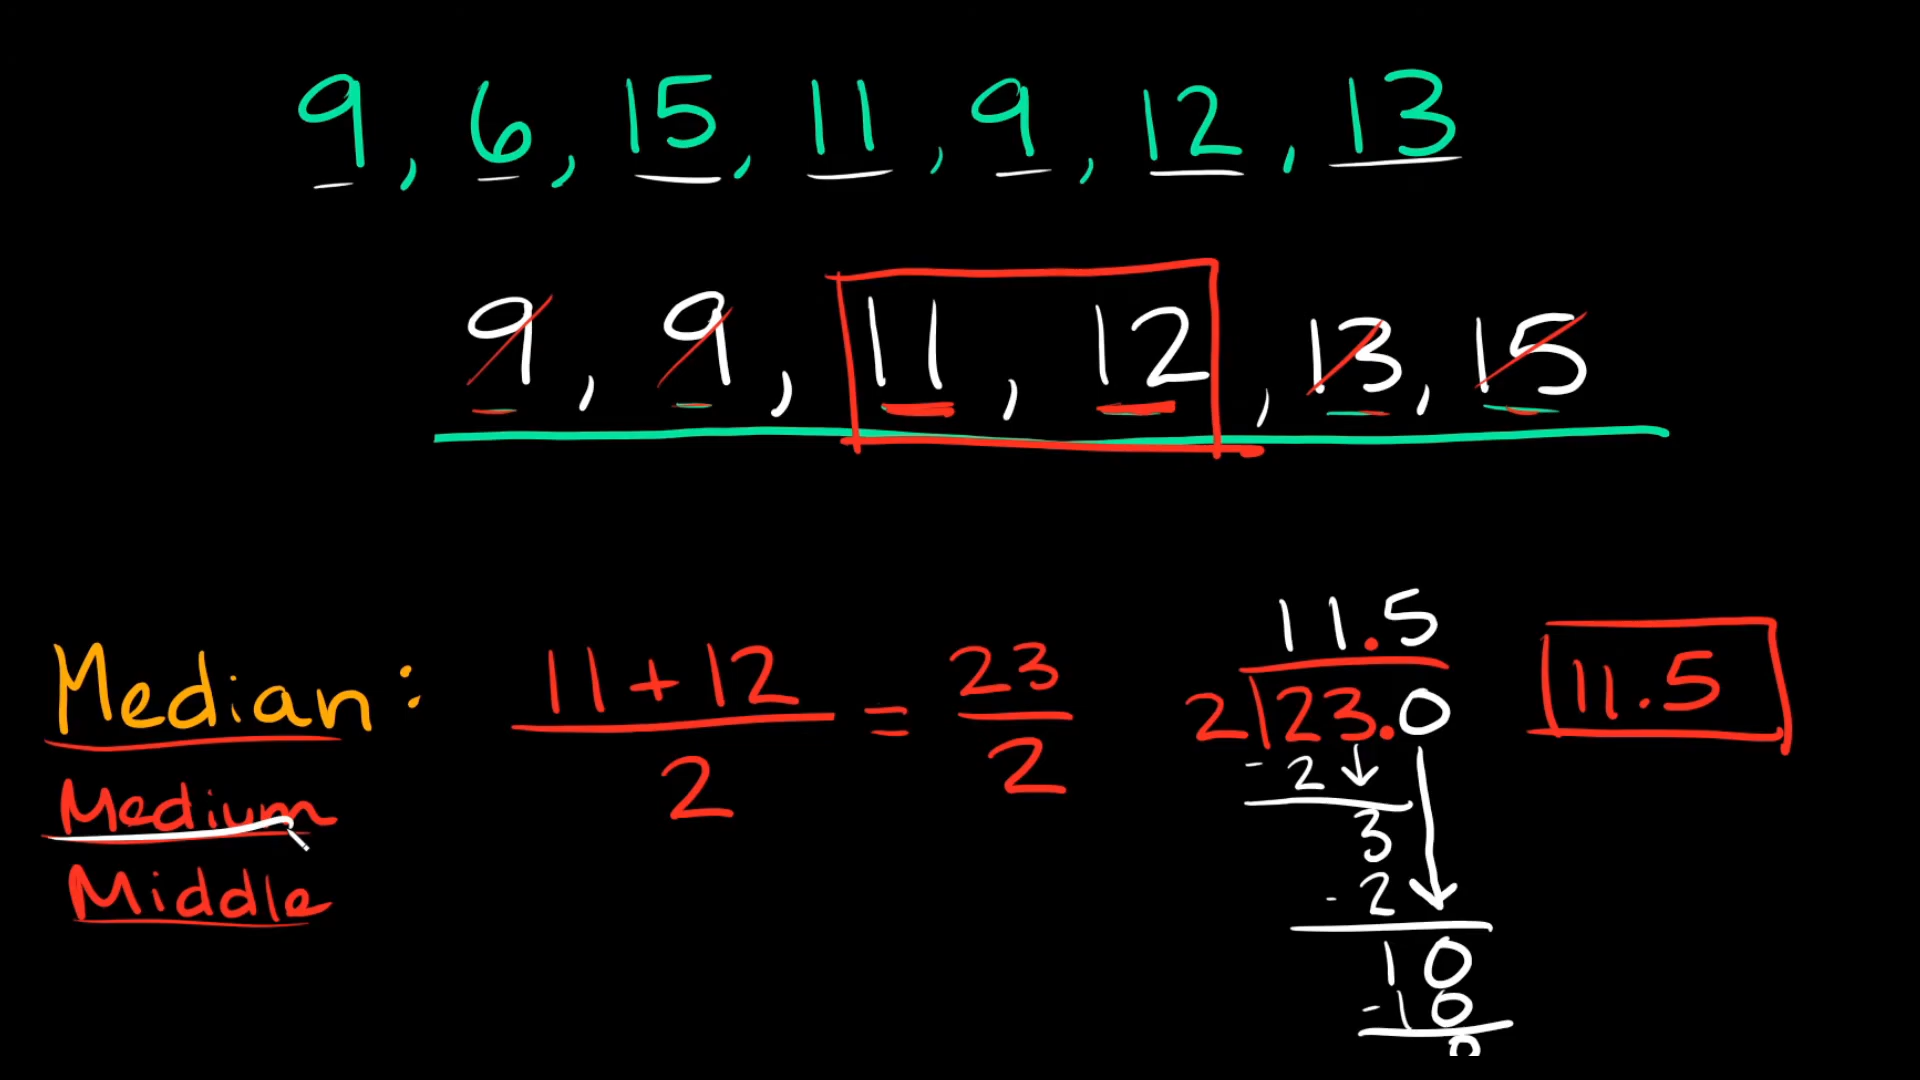 9, 6, 15, 11, 9, 12, 13
9, 9, 11, 12, 13, 15
Median: 11+12/2 = 23/2
Medium
Middle
11.5
2 23.0
- 2
3
- 2
10
-10
0
11.5